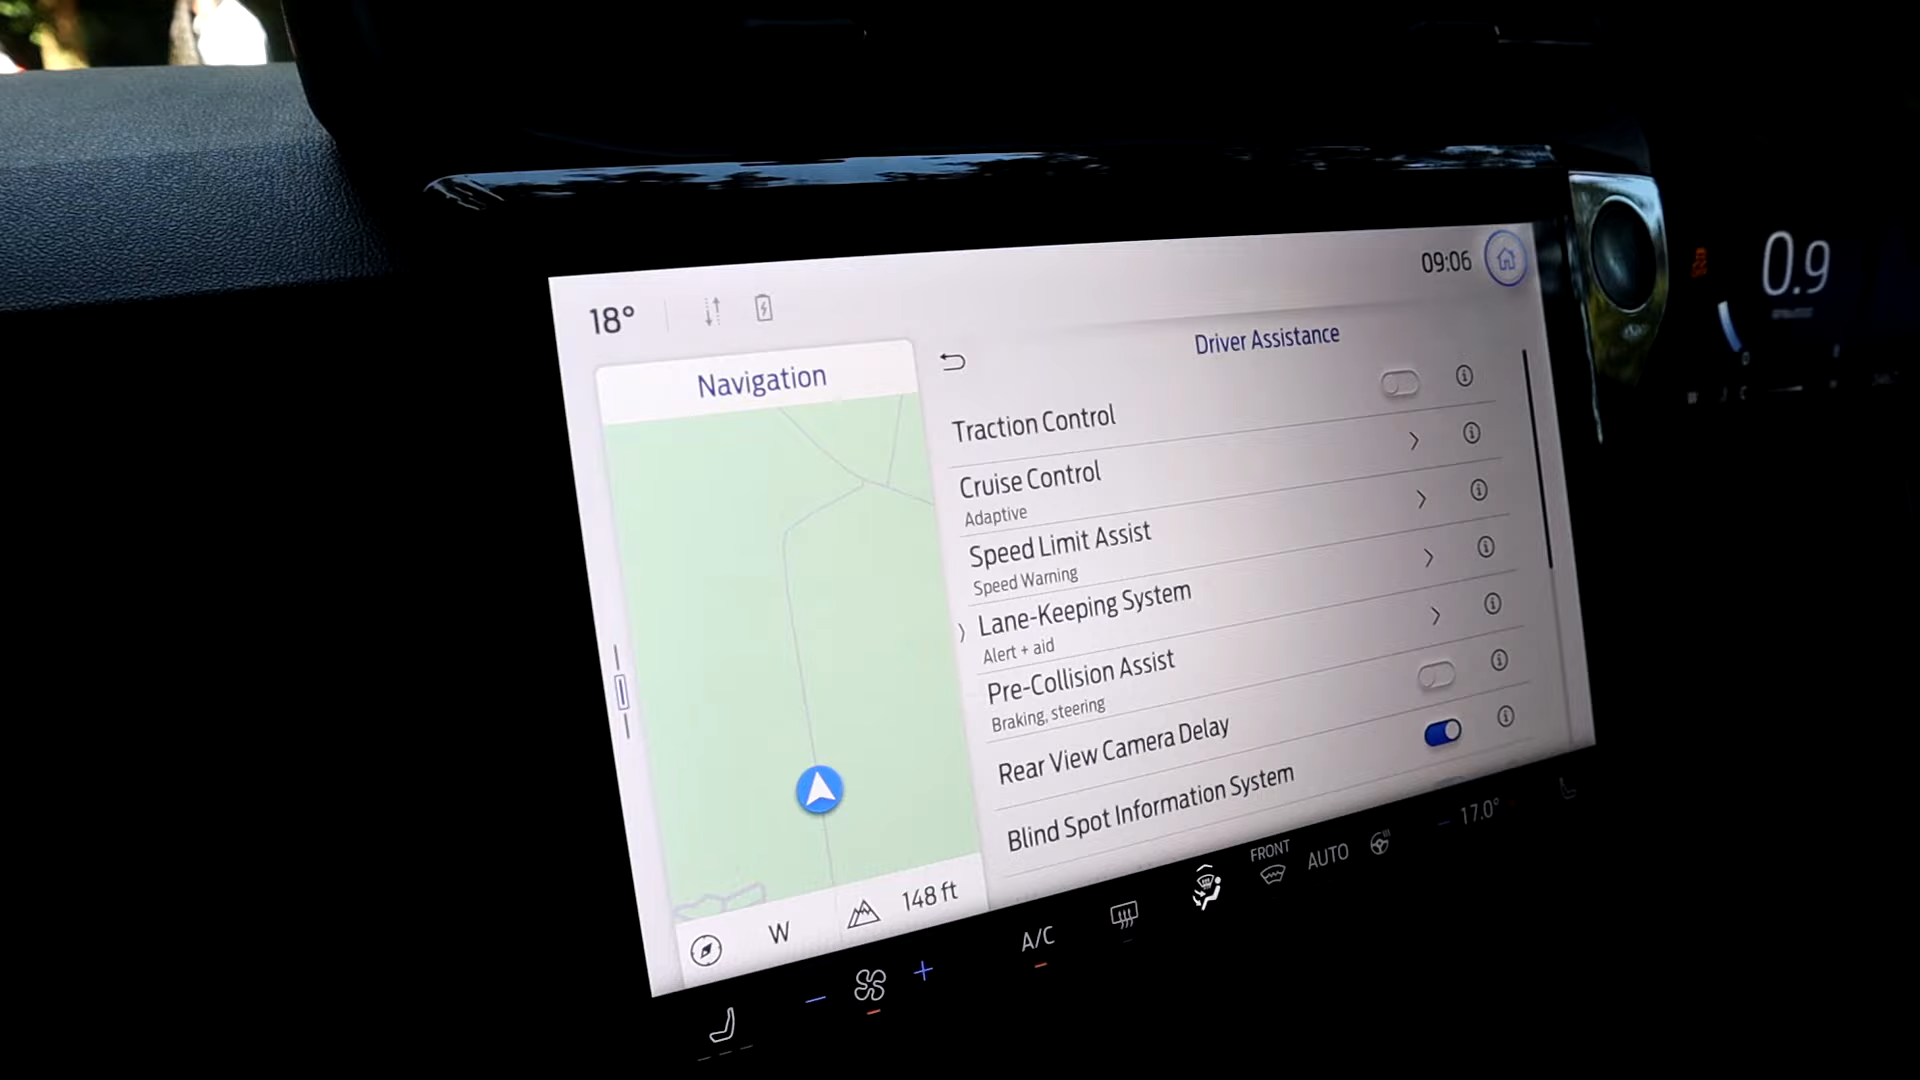 18°
09:06
Navigation
W
148 ft
Driver Assistance
Traction Control
Cruise Control
Adaptive
Speed Limit Assist
Speed Warning
Lane-Keeping System
Alert + aid
Pre-Collision Assist
Braking, steering
Rear View Camera Delay
Blind Spot Information System
A/C
FRONT
AUTO
17.0°
0.9